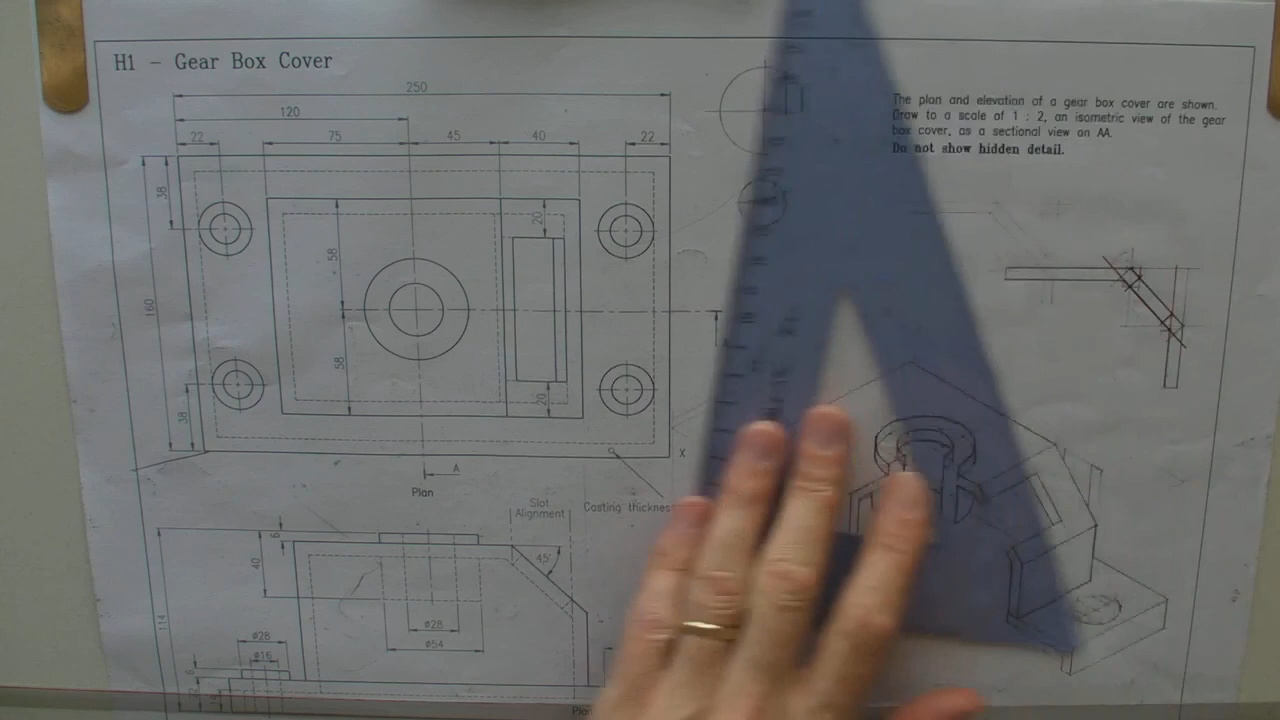 H1 - Gear Box Cover
250
120
22
75
45
40
22
The plan and elevation of a gear box cover are shown.
Draw to a scale of 1 : 2, an isometric view of the gear
box cover, as a sectional view on AA.
Do not show hidden detail.
38
20
58
160
58
38
20
A
X
Plan
Slot
Alignment
Casting
6
40
45°
114
ø28
ø54
ø28
ø16
6